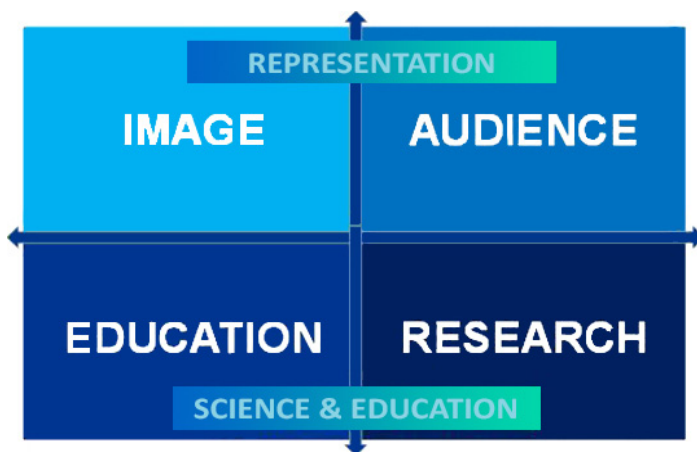 REPRESENTATION
IMAGE
AUDIENCE
EDUCATION
RESEARCH
SCIENCE & EDUCATION